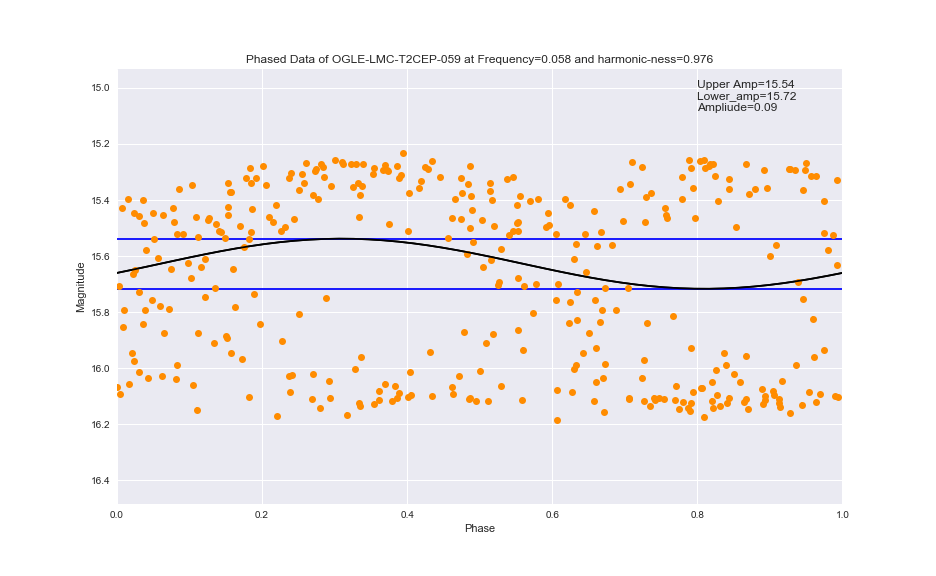 Phased Data of OGLE-LMC-T2CEP-059 at Frequency=0.058 and harmonic-ness=0.976
Upper Amp=15.54
Lower_amp=15.72
Ampliude=0.09
15.0
15.2
15.4
15.6
15.8
16.0
16.2
16.4
Magnitude
0.0 0.2 0.4 0.6 0.8 1.0
Phase